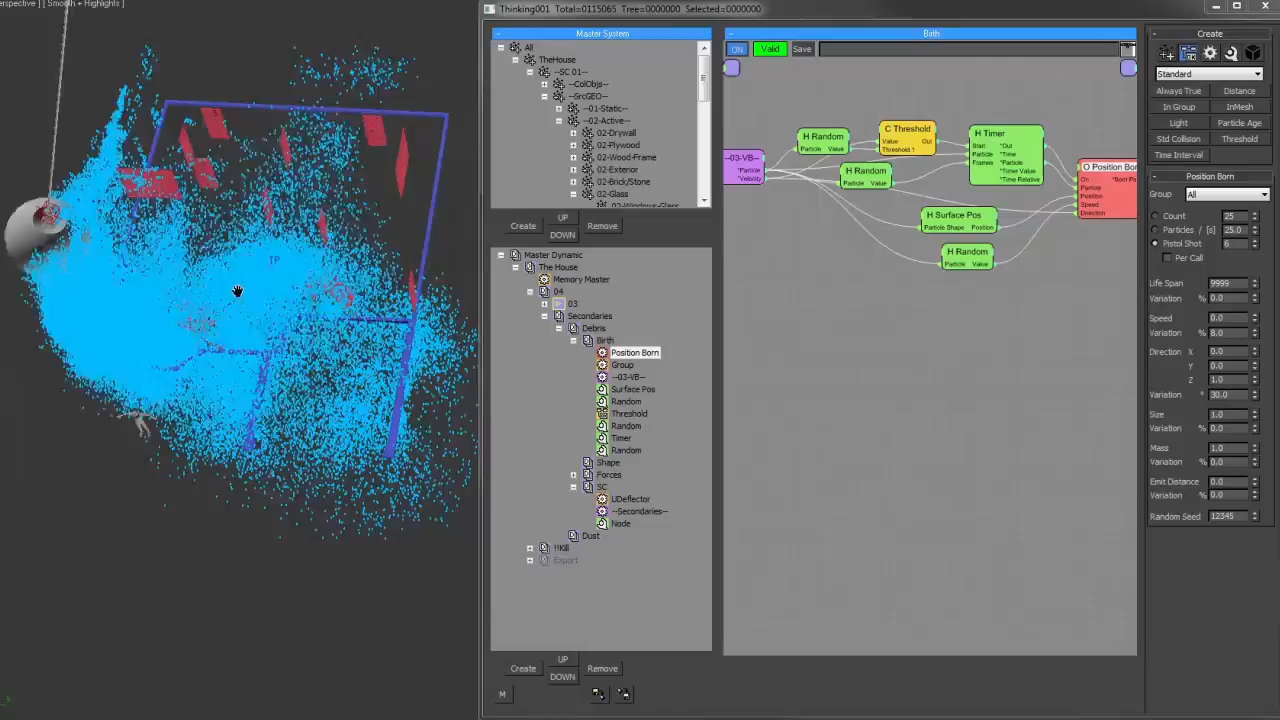 erspective ] [ Smooth + Highlights ]
TP
Thinking001  Total=0115065  Tree=0000000  Selected=0000000
Master System
All
TheHouse
--SC 01--
--ColObjs--
--SrcGEO--
--01-Static--
--02-Active--
02-Drywall
02-Plywood
02-Wood-Frame
02-Exterior
02-Brick/Stone
02-Glass
02-Windows-Glass
Create
UP
DOWN
Remove
Master Dynamic
The House
Memory Master
04
03
Secondaries
Debris
Birth
Position Born
Group
--03-VB--
Surface Pos
Random
Threshold
Random
Timer
Random
Shape
Forces
SC
UDeflector
--Secondaries--
Node
Dust
!!Kill
Export
Create
UP
DOWN
Remove
M
Birth
ON
Valid
Save
--03-VB--
*Particle
*Velocity
H Random
Particle Value
C Threshold
Value Out
Threshold 1
H Random
Particle Value
H Timer
Start *Out
Particle *Time
Frames *Particle
*Timer Value
*Time Relative
O Position Bor
On *Born Pa
Particle
Position
Speed
Direction
H Surface Pos
Particle Shape Position
H Random
Particle Value
Create
Standard
Always True Distance
In Group InMesh
Light Particle Age
Std Collision Threshold
Time Interval
Position Born
Group All
Count 25
Particles / [s] 25.0
Pistol Shot 6
Per Call
Life Span 9999
Variation % 0.0
Speed 0.0
Variation % 8.0
Direction X 0.0
Y 0.0
Z 1.0
Variation ° 30.0
Size 1.0
Variation % 0.0
Mass 1.0
Variation % 0.0
Emit Distance 0.0
Variation % 0.0
Random Seed 12345